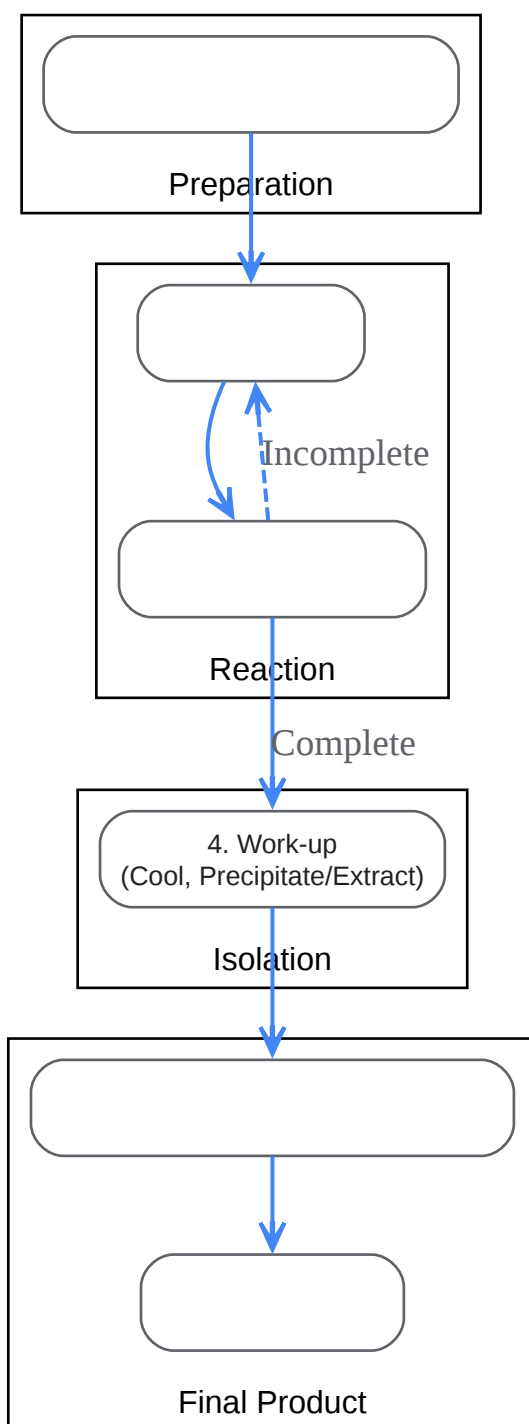 Preparation
Incomplete
Reaction
Complete
4. Work-up
(Cool, Precipitate/Extract)
Isolation
Final Product